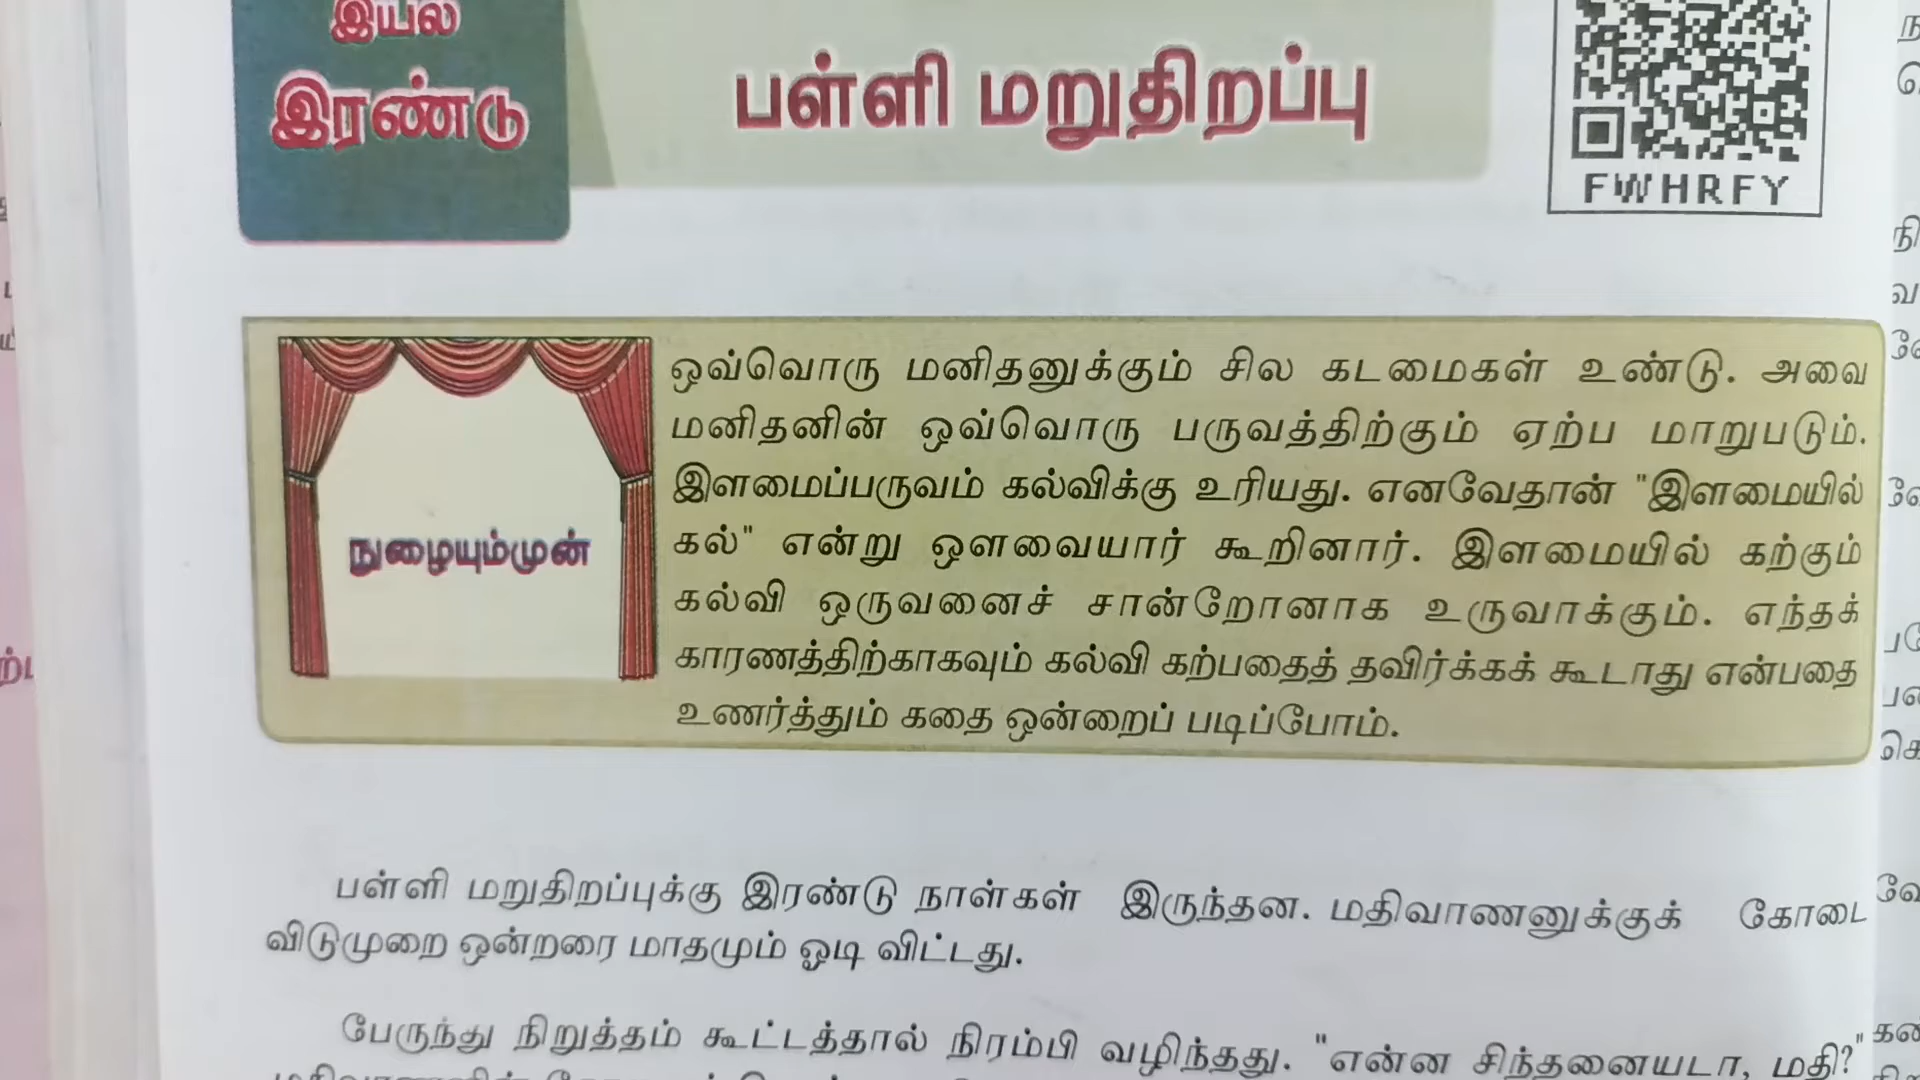 இயல்
இரண்டு
பள்ளி மறுதிறப்பு
FWHRFY
நுழையும்முன்
ஒவ்வொரு மனிதனுக்கும் சில கடமைகள் உண்டு. அவை
மனிதனின் ஒவ்வொரு பருவத்திற்கும் ஏற்ப மாறுபடும்.
இளமைப்பருவம் கல்விக்கு உரியது. எனவேதான் "இளமையில்
கல்" என்று ஔவையார் கூறினார். இளமையில் கற்கும்
கல்வி ஒருவனைச் சான்றோனாக உருவாக்கும். எந்தக்
காரணத்திற்காகவும் கல்வி கற்பதைத் தவிர்க்கக் கூடாது என்பதை
உணர்த்தும் கதை ஒன்றைப் படிப்போம்.
பள்ளி மறுதிறப்புக்கு இரண்டு நாள்கள் இருந்தன. மதிவாணனுக்குக் கோடை
விடுமுறை ஒன்றரை மாதமும் ஓடி விட்டது.
பேருந்து நிறுத்தம் கூட்டத்தால் நிரம்பி வழிந்தது. "என்ன சிந்தனையடா, மதி?"